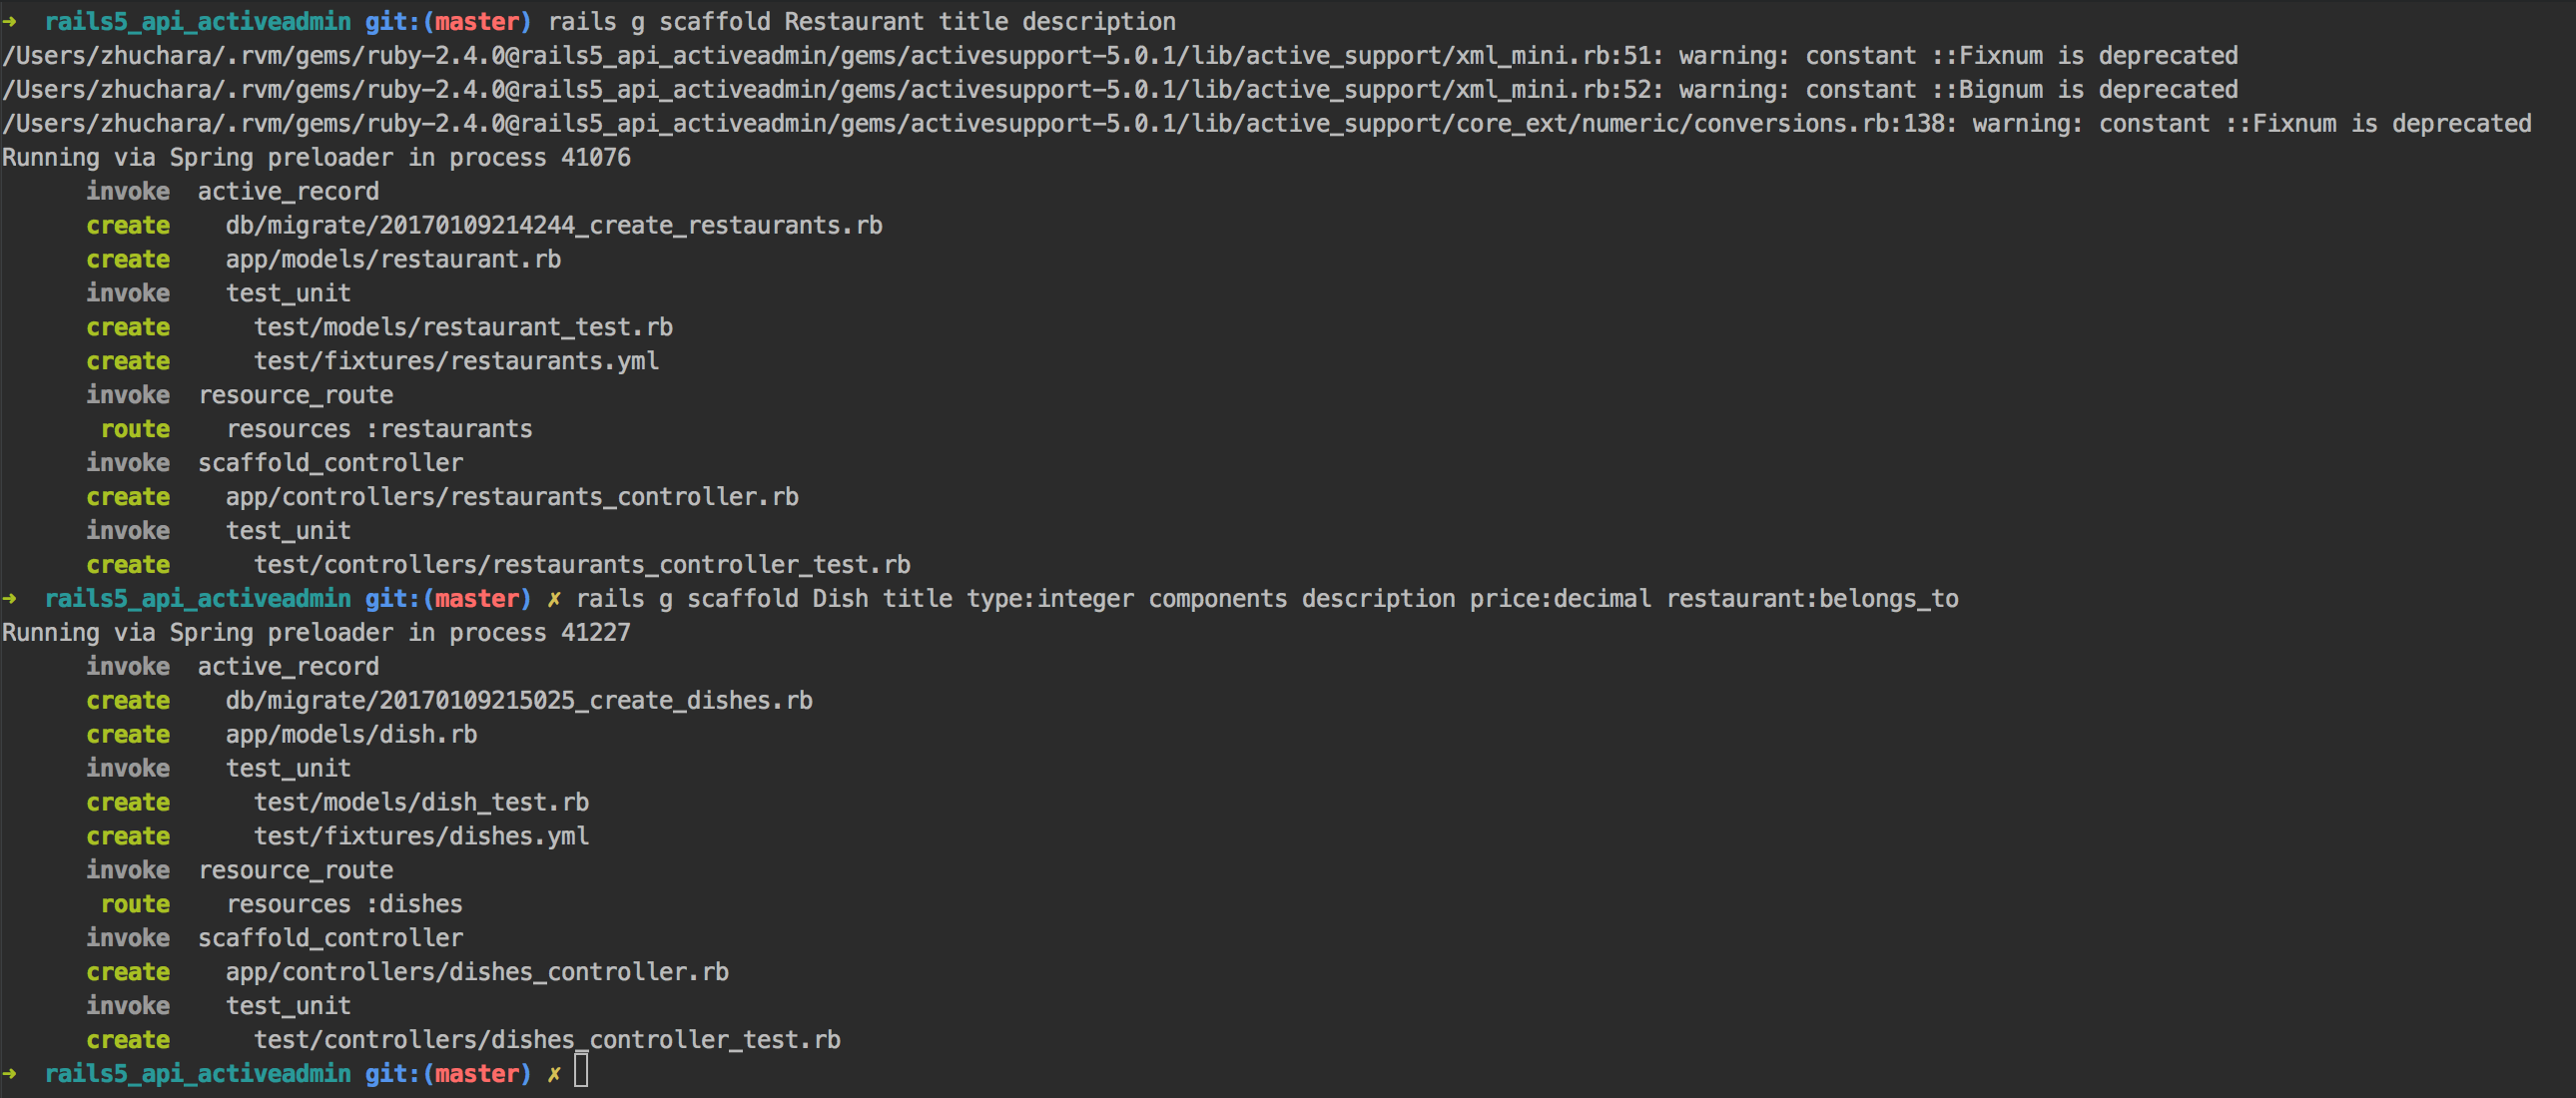 ➜  rails5_api_activeadmin git:(master) rails g scaffold Restaurant title description
/Users/zhuchara/.rvm/gems/ruby-2.4.0@rails5_api_activeadmin/gems/activesupport-5.0.1/lib/active_support/xml_mini.rb:51: warning: constant ::Fixnum is deprecated
/Users/zhuchara/.rvm/gems/ruby-2.4.0@rails5_api_activeadmin/gems/activesupport-5.0.1/lib/active_support/xml_mini.rb:52: warning: constant ::Bignum is deprecated
/Users/zhuchara/.rvm/gems/ruby-2.4.0@rails5_api_activeadmin/gems/activesupport-5.0.1/lib/active_support/core_ext/numeric/conversions.rb:138: warning: constant ::Fixnum is deprecated
Running via Spring preloader in process 41076
      invoke  active_record
      create    db/migrate/20170109214244_create_restaurants.rb
      create    app/models/restaurant.rb
      invoke    test_unit
      create      test/models/restaurant_test.rb
      create      test/fixtures/restaurants.yml
      invoke  resource_route
       route    resources :restaurants
      invoke  scaffold_controller
      create    app/controllers/restaurants_controller.rb
      invoke    test_unit
      create      test/controllers/restaurants_controller_test.rb
➜  rails5_api_activeadmin git:(master) ✗ rails g scaffold Dish title type:integer components description price:decimal restaurant:belongs_to
Running via Spring preloader in process 41227
      invoke  active_record
      create    db/migrate/20170109215025_create_dishes.rb
      create    app/models/dish.rb
      invoke    test_unit
      create      test/models/dish_test.rb
      create      test/fixtures/dishes.yml
      invoke  resource_route
       route    resources :dishes
      invoke  scaffold_controller
      create    app/controllers/dishes_controller.rb
      invoke    test_unit
      create      test/controllers/dishes_controller_test.rb
➜  rails5_api_activeadmin git:(master) ✗